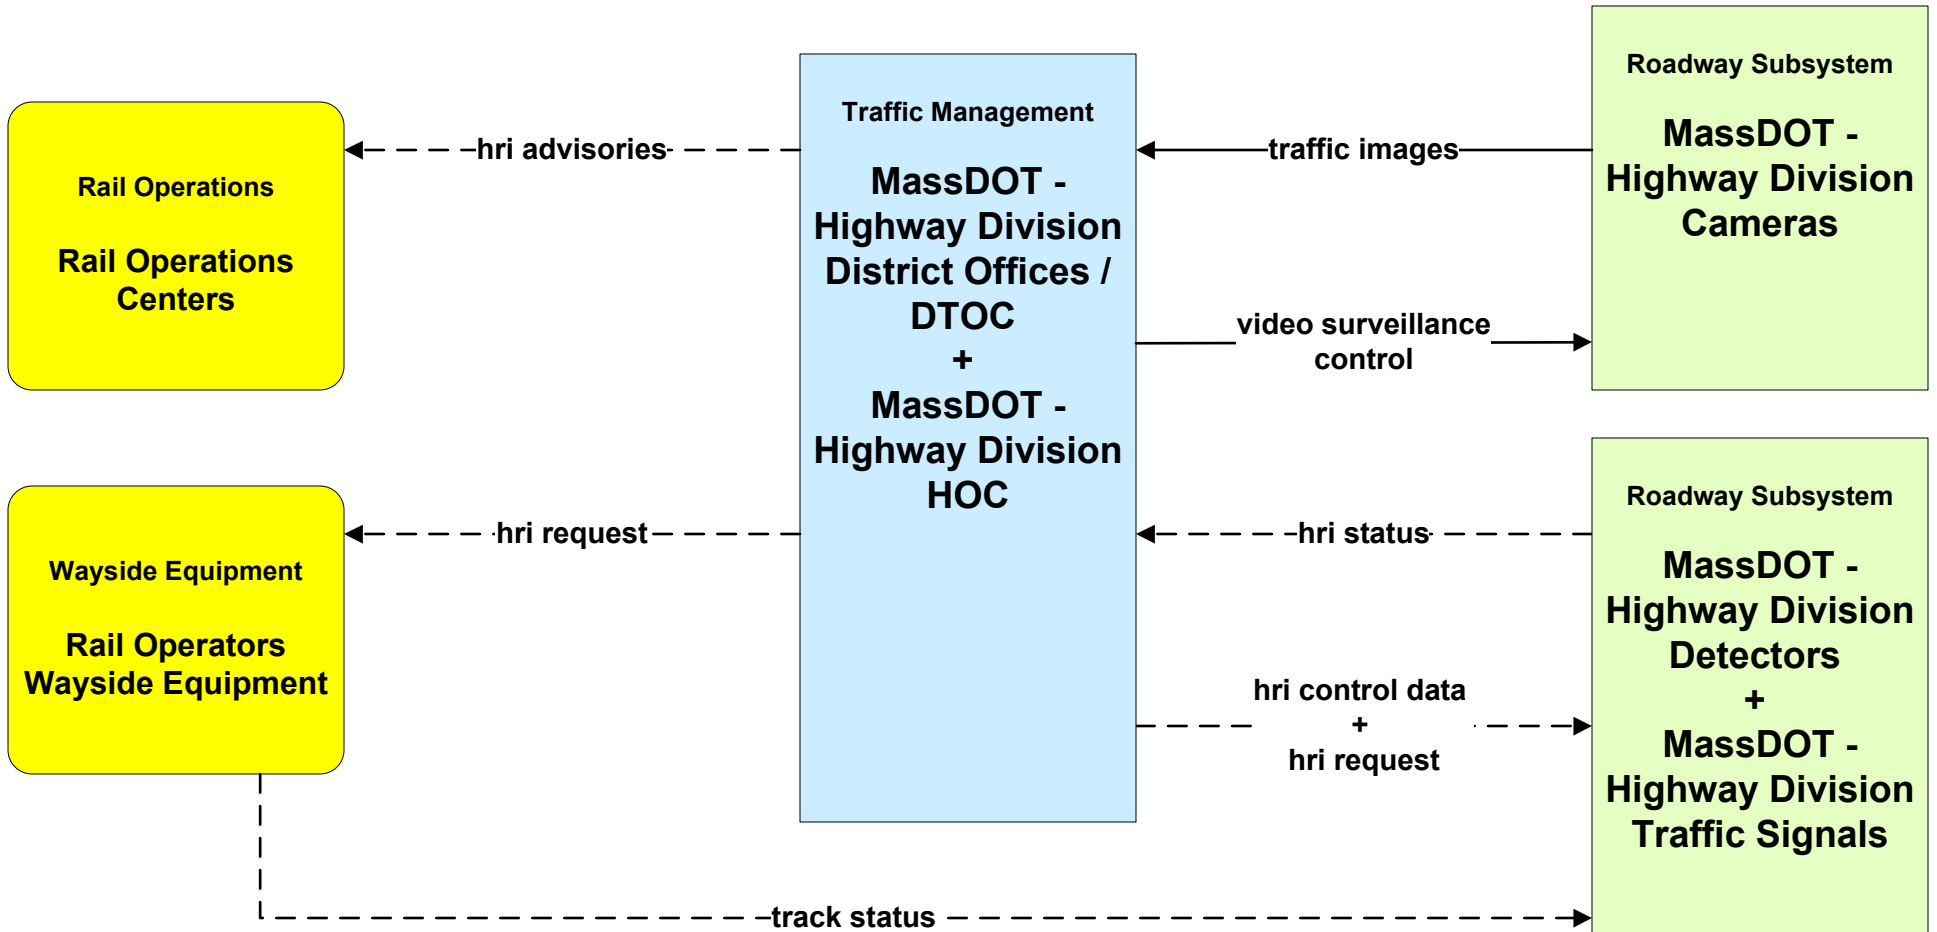 Rail Operations
Rail Operations
Centers
Wayside Equipment
Rail Operators
Wayside Equipment
hri advisories
hri request
track status
Traffic Management
MassDOT -
Highway Division
District Offices /
DTOC
+
MassDOT -
Highway Division
HOC
traffic images
video surveillance
control
hri status
hri control data
+
hri request
Roadway Subsystem
MassDOT -
Highway Division
Cameras
Roadway Subsystem
MassDOT -
Highway Division
Detectors
+
MassDOT -
Highway Division
Traffic Signals